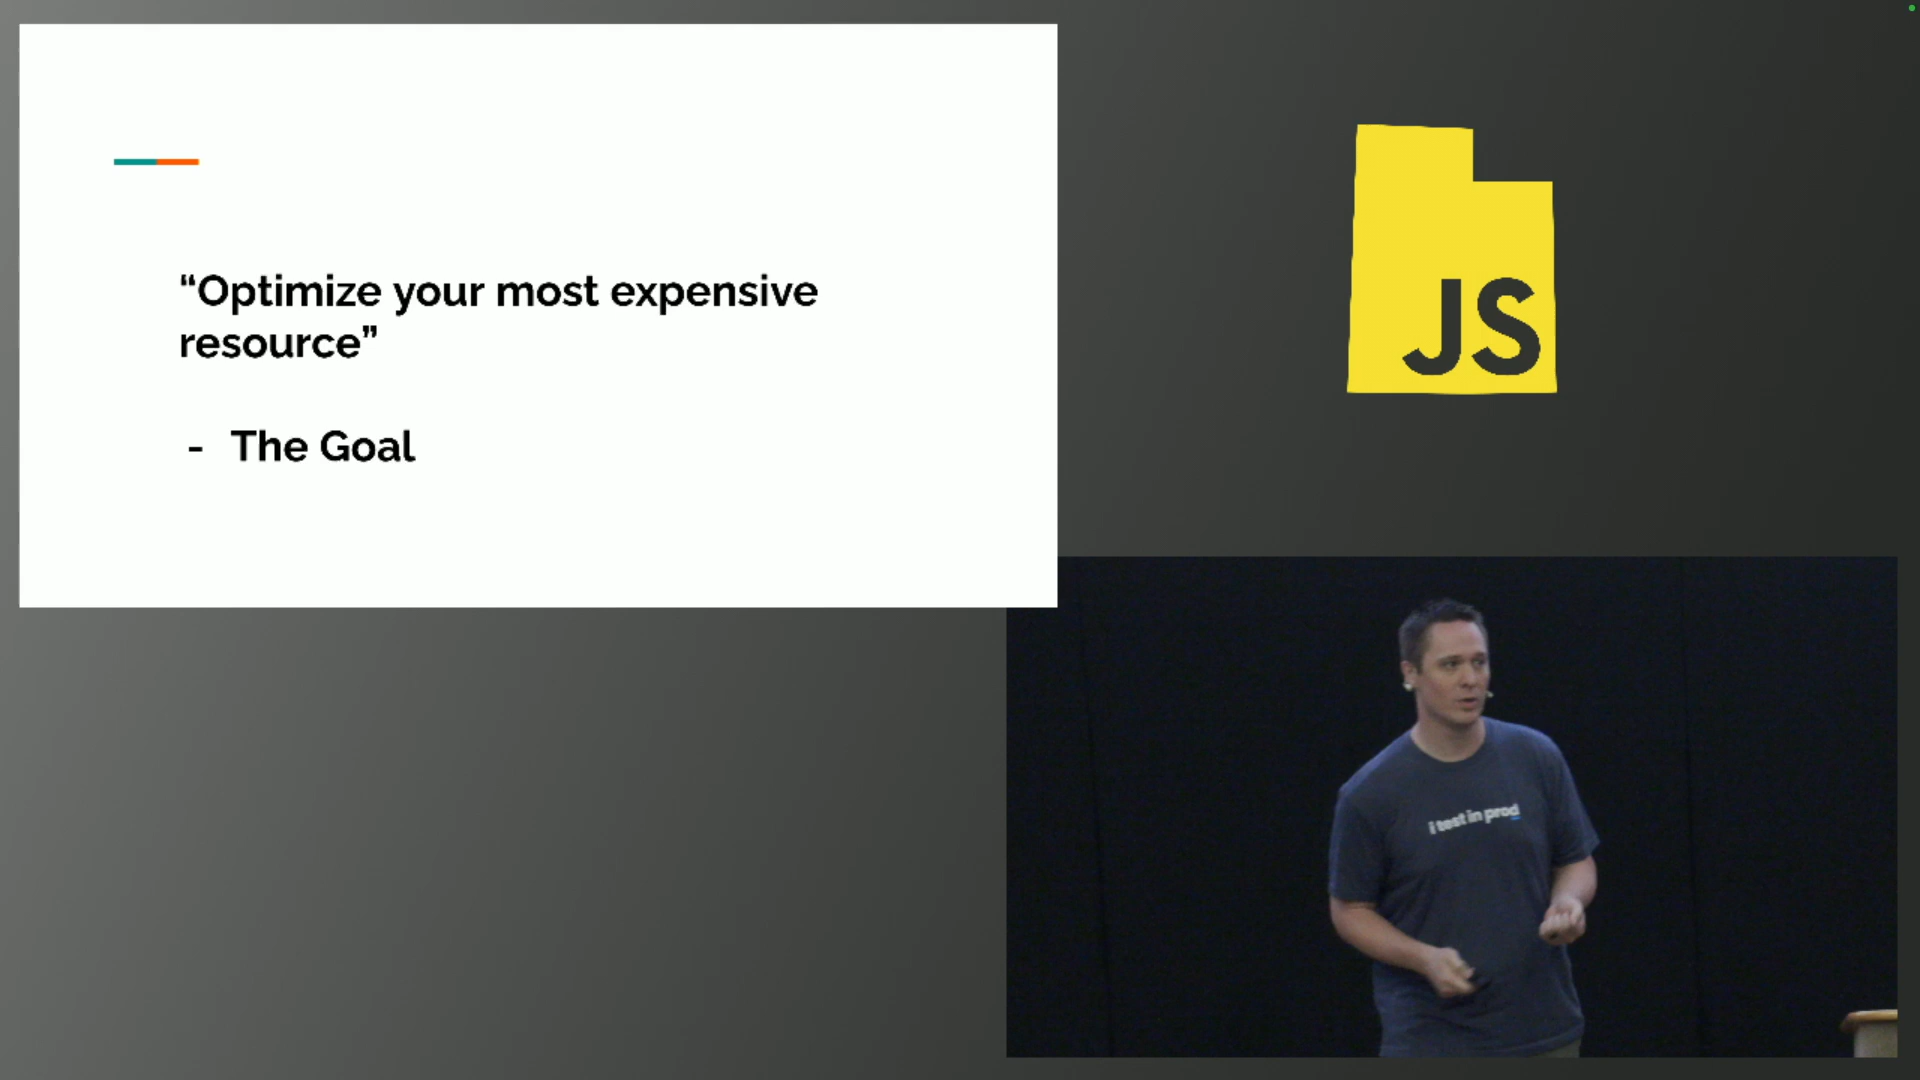 “Optimize your most expensive
resource”
- The Goal
JS
i test in prod